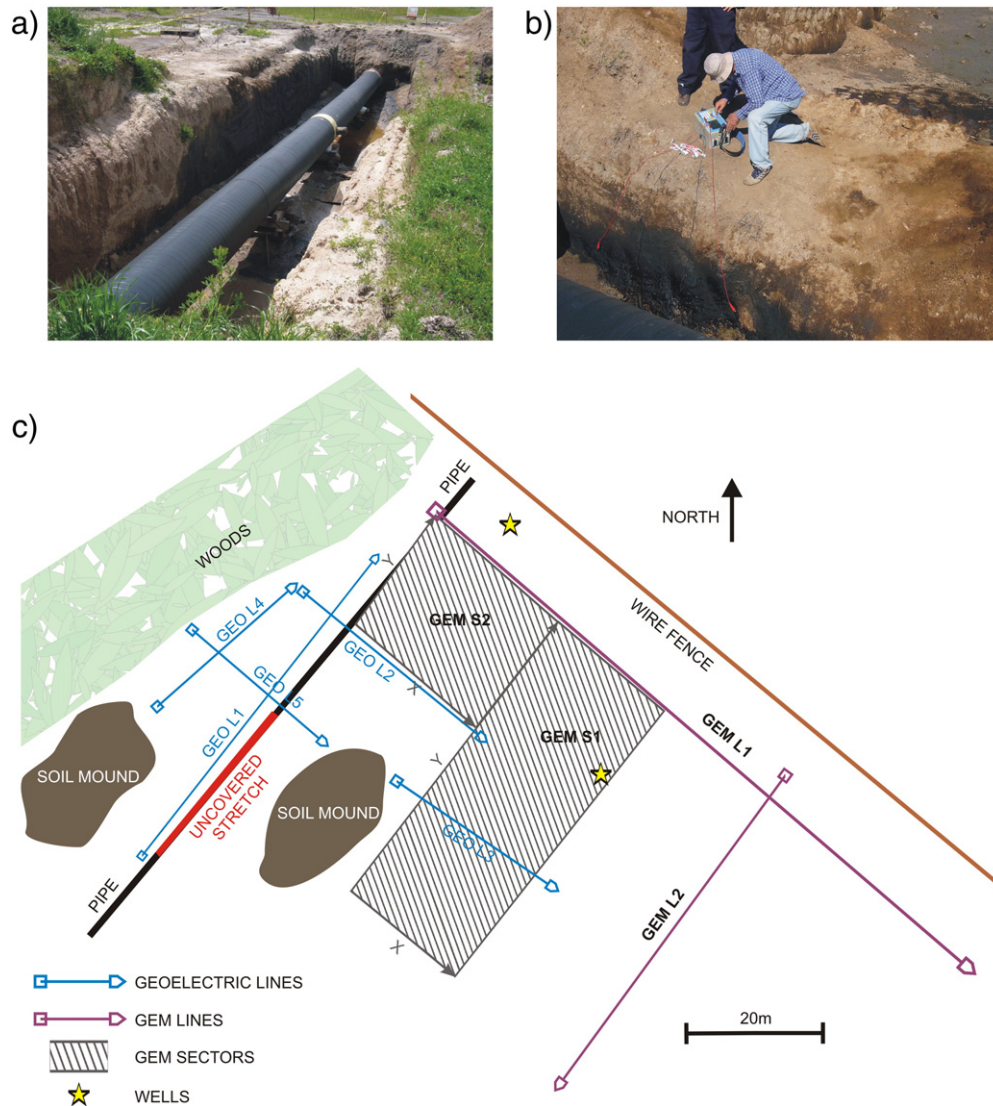 a)
b)
c)
PIPE
NORTH
WOODS
WIRE FENCE
Y
GEO L4
GEM S2
GEO L2
X
GEO L5
GEO L1
GEM S1
GEM L1
Y
SOIL MOUND
UNCOVERED
STRETCH
SOIL MOUND
GEO L3
PIPE
GEM L2
X
GEOELECTRIC LINES
GEM LINES
20m
GEM SECTORS
WELLS